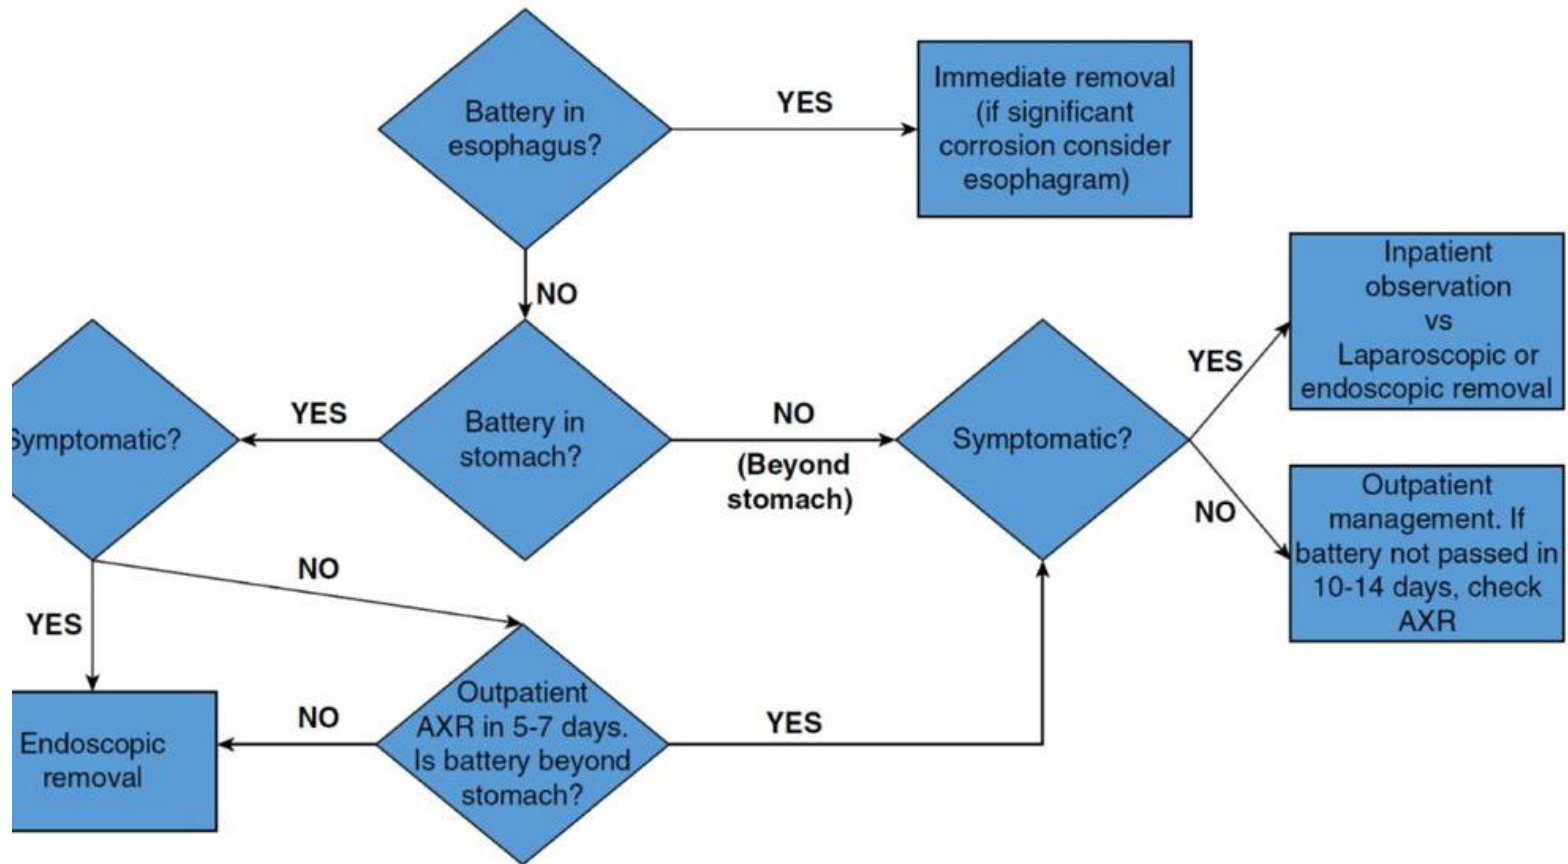 Battery in
esophagus?
YES
Immediate removal
(if significant
corrosion consider
esophagram)
NO
Symptomatic?
YES
Battery in
stomach?
NO
(Beyond
stomach)
Symptomatic?
YES
Inpatient
observation
vs
Laparoscopic or
endoscopic removal
NO
Outpatient
management. If
battery not passed in
10-14 days, check
AXR
YES
NO
Endoscopic
removal
NO
Outpatient
AXR in 5-7 days.
Is battery beyond
stomach?
YES